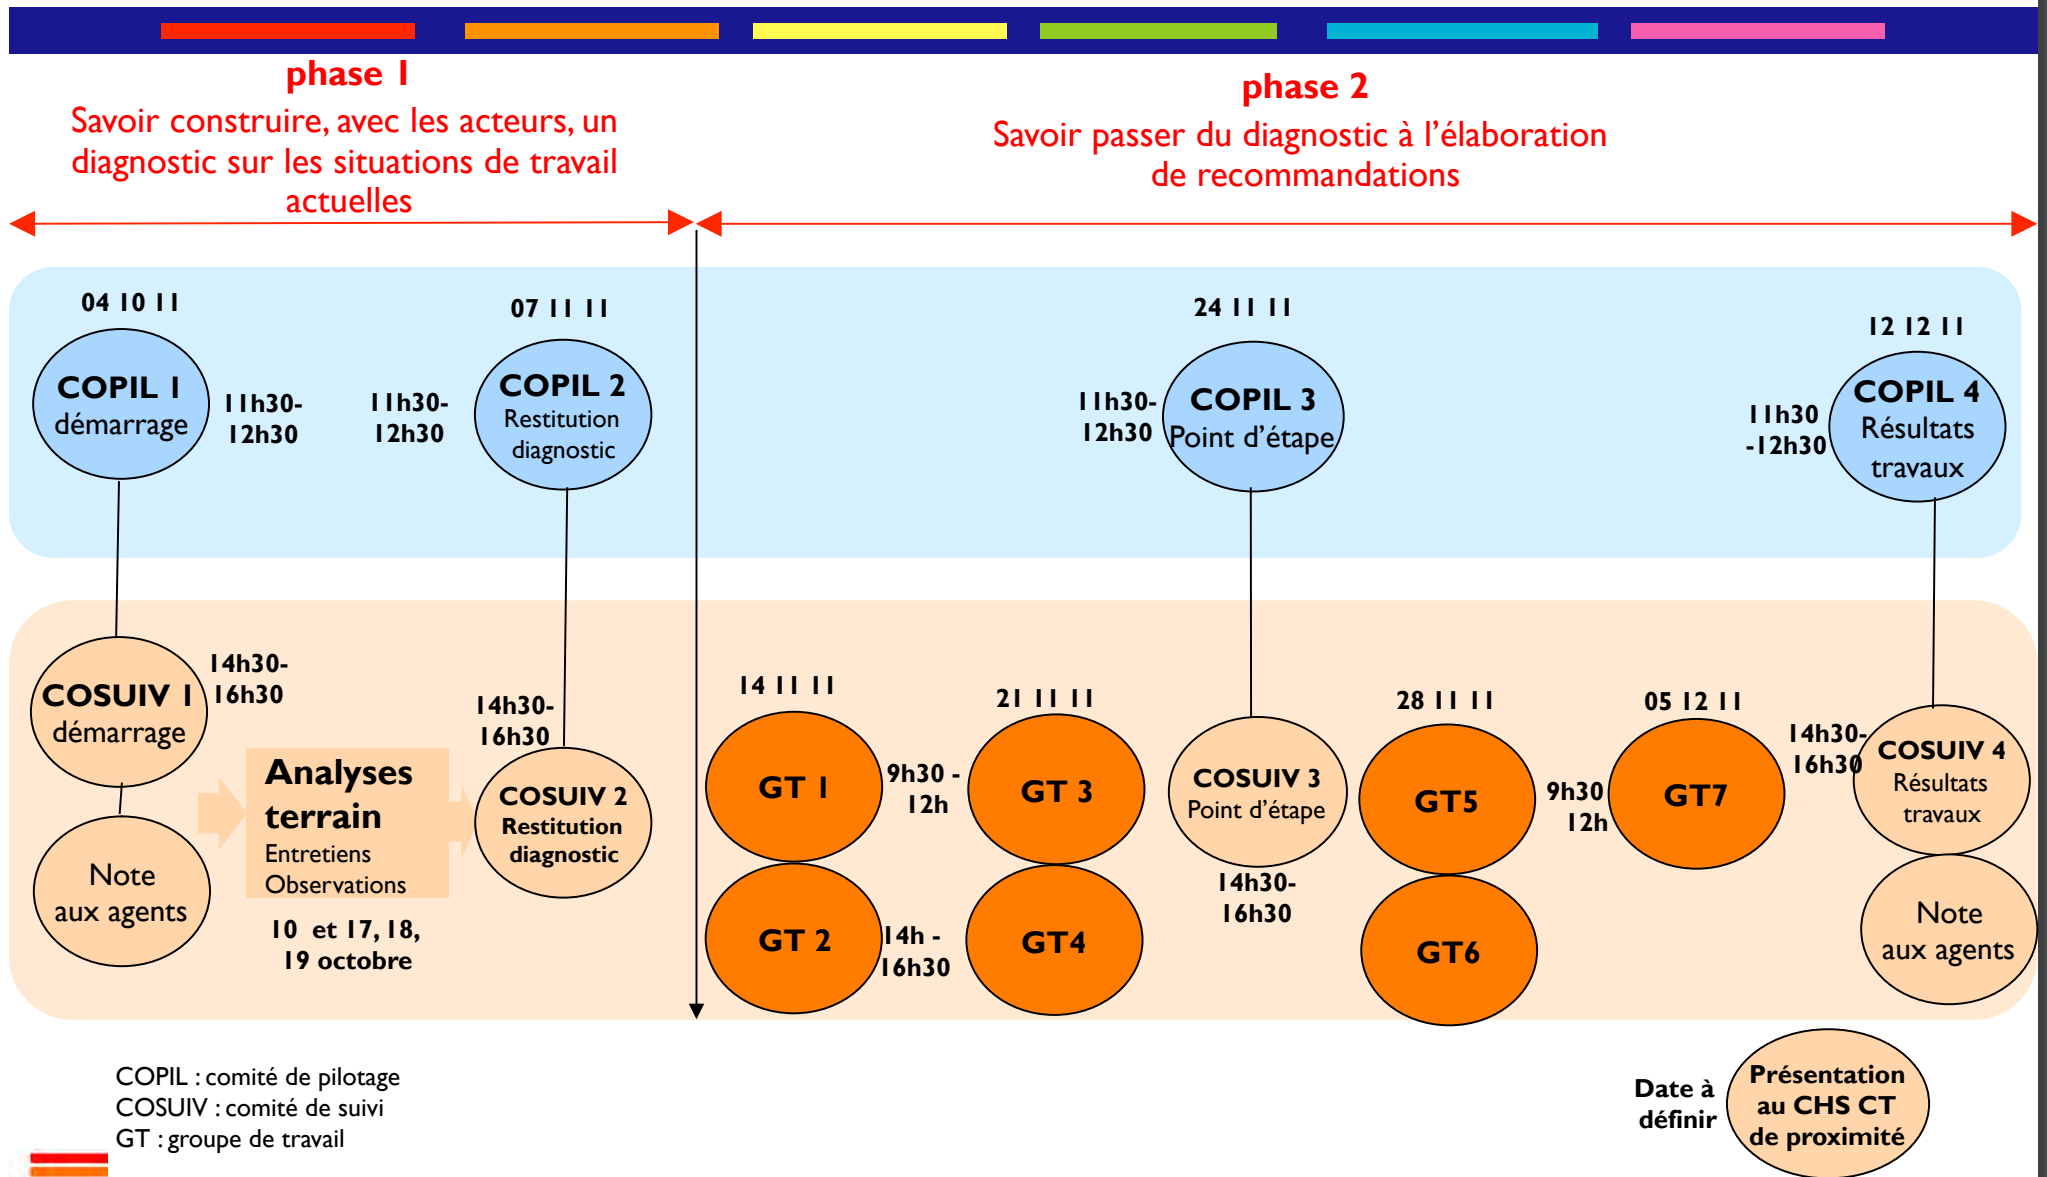 phase 1
Savoir construire, avec les acteurs, un
diagnostic sur les situations de travail
actuelles
phase 2
Savoir passer du diagnostic à l’élaboration
de recommandations
04 10 11
COPIL 1
démarrage
11h30-
12h30
07 11 11
11h30-
12h30
COPIL 2
Restitution
diagnostic
24 11 11
11h30-
12h30
COPIL 3
Point d’étape
12 12 11
11h30
-12h30
COPIL 4
Résultats
travaux
COSUIV 1
démarrage
14h30-
16h30
Note
aux agents
Analyses
terrain
Entretiens
Observations
10 et 17, 18,
19 octobre
14h30-
16h30
COSUIV 2
Restitution
diagnostic
14 11 11
GT 1
9h30 -
12h
GT 2
14h -
16h30
21 11 11
GT 3
GT4
COSUIV 3
Point d’étape
14h30-
16h30
28 11 11
GT5
GT6
9h30
12h
05 12 11
GT7
14h30-
16h30
COSUIV 4
Résultats
travaux
Note
aux agents
COPIL : comité de pilotage
COSUIV : comité de suivi
GT : groupe de travail
Date à
définir
Présentation
au CHS CT
de proximité